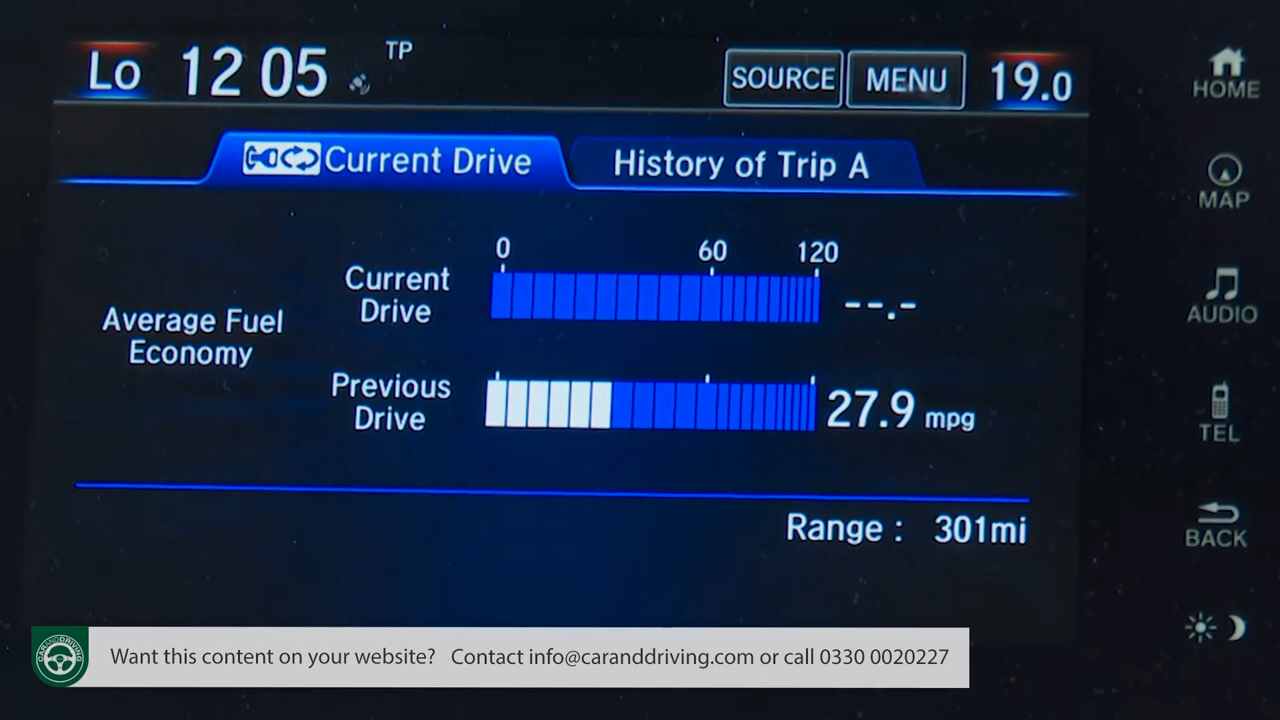 Lo 12 05 TP SOURCE MENU 19.0
HOME
Current Drive History of Trip A
MAP
0 60 120
Current
Drive
--.-
Average Fuel
Economy
AUDIO
Previous
Drive
27.9 mpg
TEL
Range : 301mi
BACK
CARANDDRIVING
Want this content on your website? Contact info@caranddriving.com or call 0330 0020227